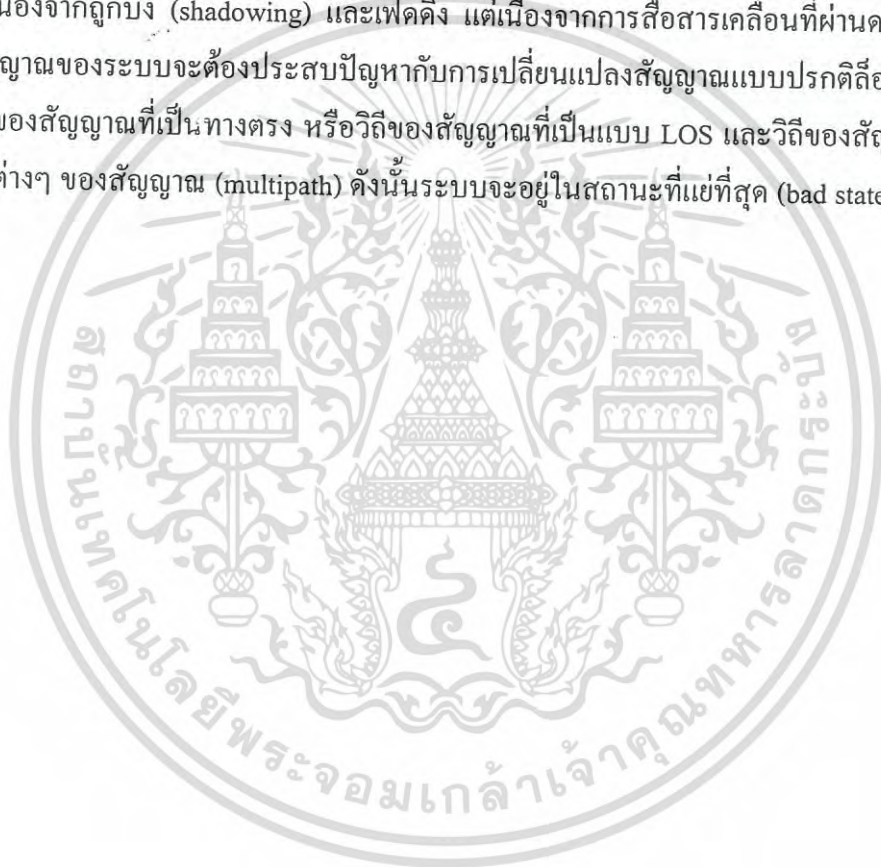 นื่องจากถูกบัง (shadowing) และเฟดดิ้ง แต่เนื่องจากการสื่อสารเคลื่อนที่ผ่านด
ญาณของระบบจะต้องประสบปัญหากับการเปลี่ยนแปลงสัญญาณแบบปรกติล็อ
ของสัญญาณที่เป็นทางตรง หรือวิถีของสัญญาณที่เป็นแบบ LOS และวิถีของสัญ
ต่างๆ ของสัญญาณ (multipath) ดังนั้นระบบจะอยู่ในสถานะที่แย่ที่สุด (bad state
สถาบันเทคโนโลยีพระจอมเกล้าเจ้าคุณทหารลาดกระบัง